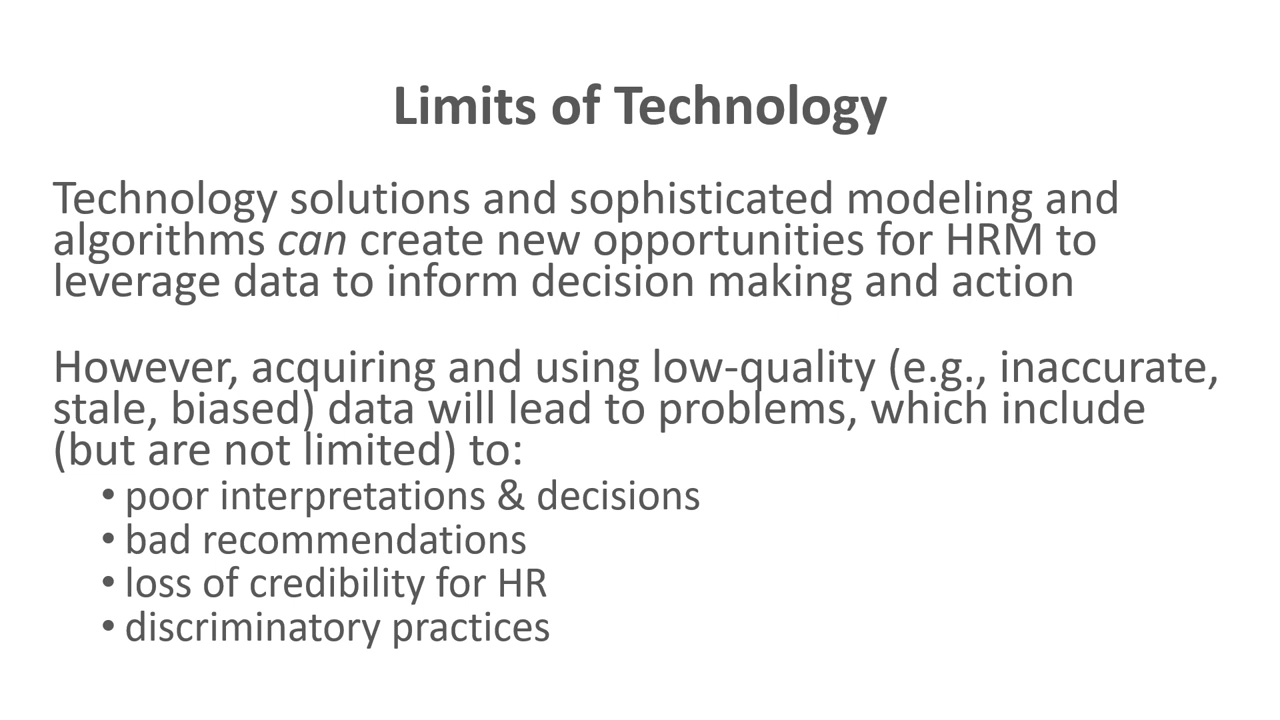 Limits of Technology
Technology solutions and sophisticated modeling and
algorithms can create new opportunities for HRM to
leverage data to inform decision making and action
However, acquiring and using low-quality (e.g., inaccurate,
stale, biased) data will lead to problems, which include
(but are not limited) to:
• poor interpretations & decisions
• bad recommendations
• loss of credibility for HR
• discriminatory practices